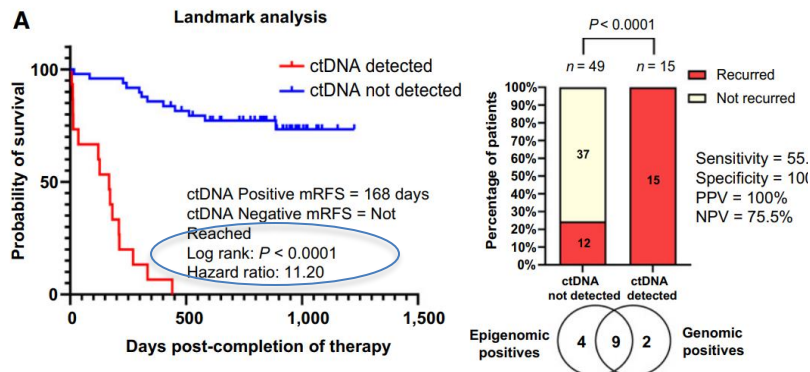 A
Landmark analysis
ctDNA detected
ctDNA not detected
Probability of survival
100
50
0
ctDNA Positive mRFS = 168 days
ctDNA Negative mRFS = Not
Reached
Log rank: P < 0.0001
Hazard ratio: 11.20
0
500
1,000
1,500
Days post-completion of therapy
P < 0.0001
n = 49
n = 15
Recurred
Not recurred
Percentage of patients
100%
90%
80%
70%
60%
50%
40%
30%
20%
10%
0%
37
12
15
ctDNA
not detected
ctDNA
detected
Sensitivity = 55.
Specificity = 100
PPV = 100%
NPV = 75.5%
Epigenomic
positives
4
9
2
Genomic
positives